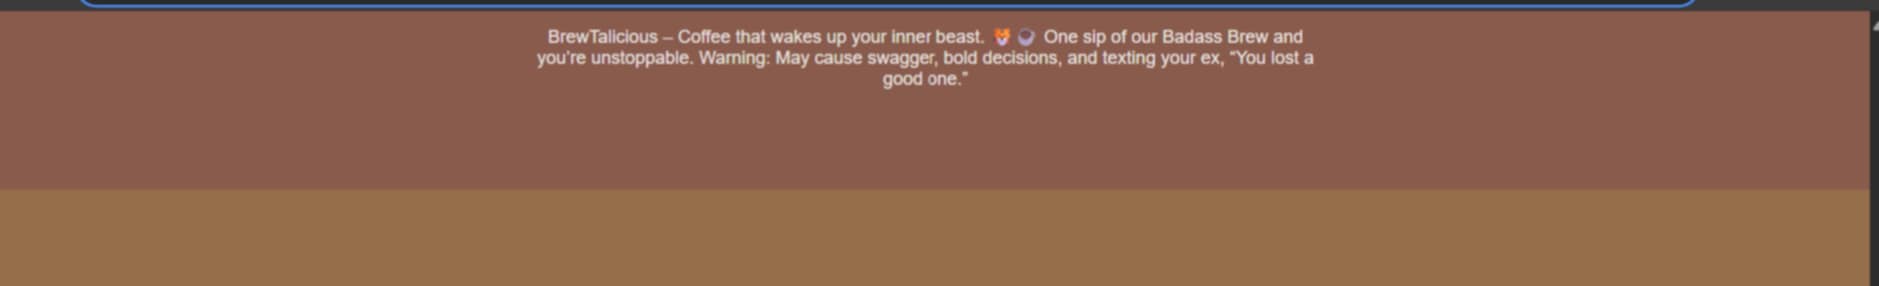 BrewTalicious – Coffee that wakes up your inner beast. 🐯 ☕ One sip of our Badass Brew and
you're unstoppable. Warning: May cause swagger, bold decisions, and texting your ex, “You lost a
good one.”